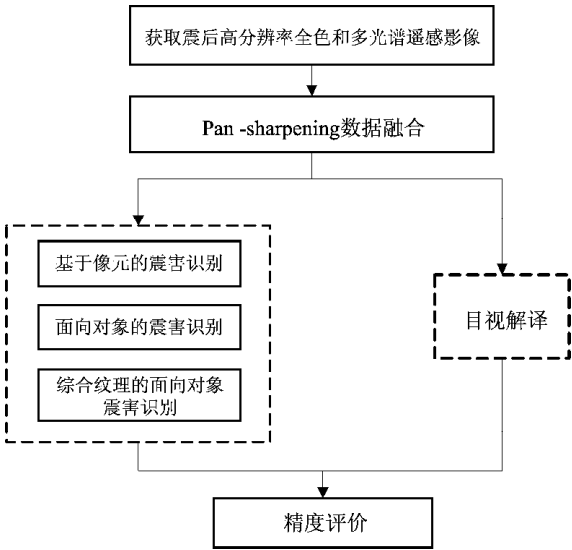 获取震后高分辨率全色和多光谱遥感影像
Pan -sharpening数据融合
基于像元的震害识别
面向对象的震害识别
综合纹理的面向对象
震害识别
目视解译
精度评价